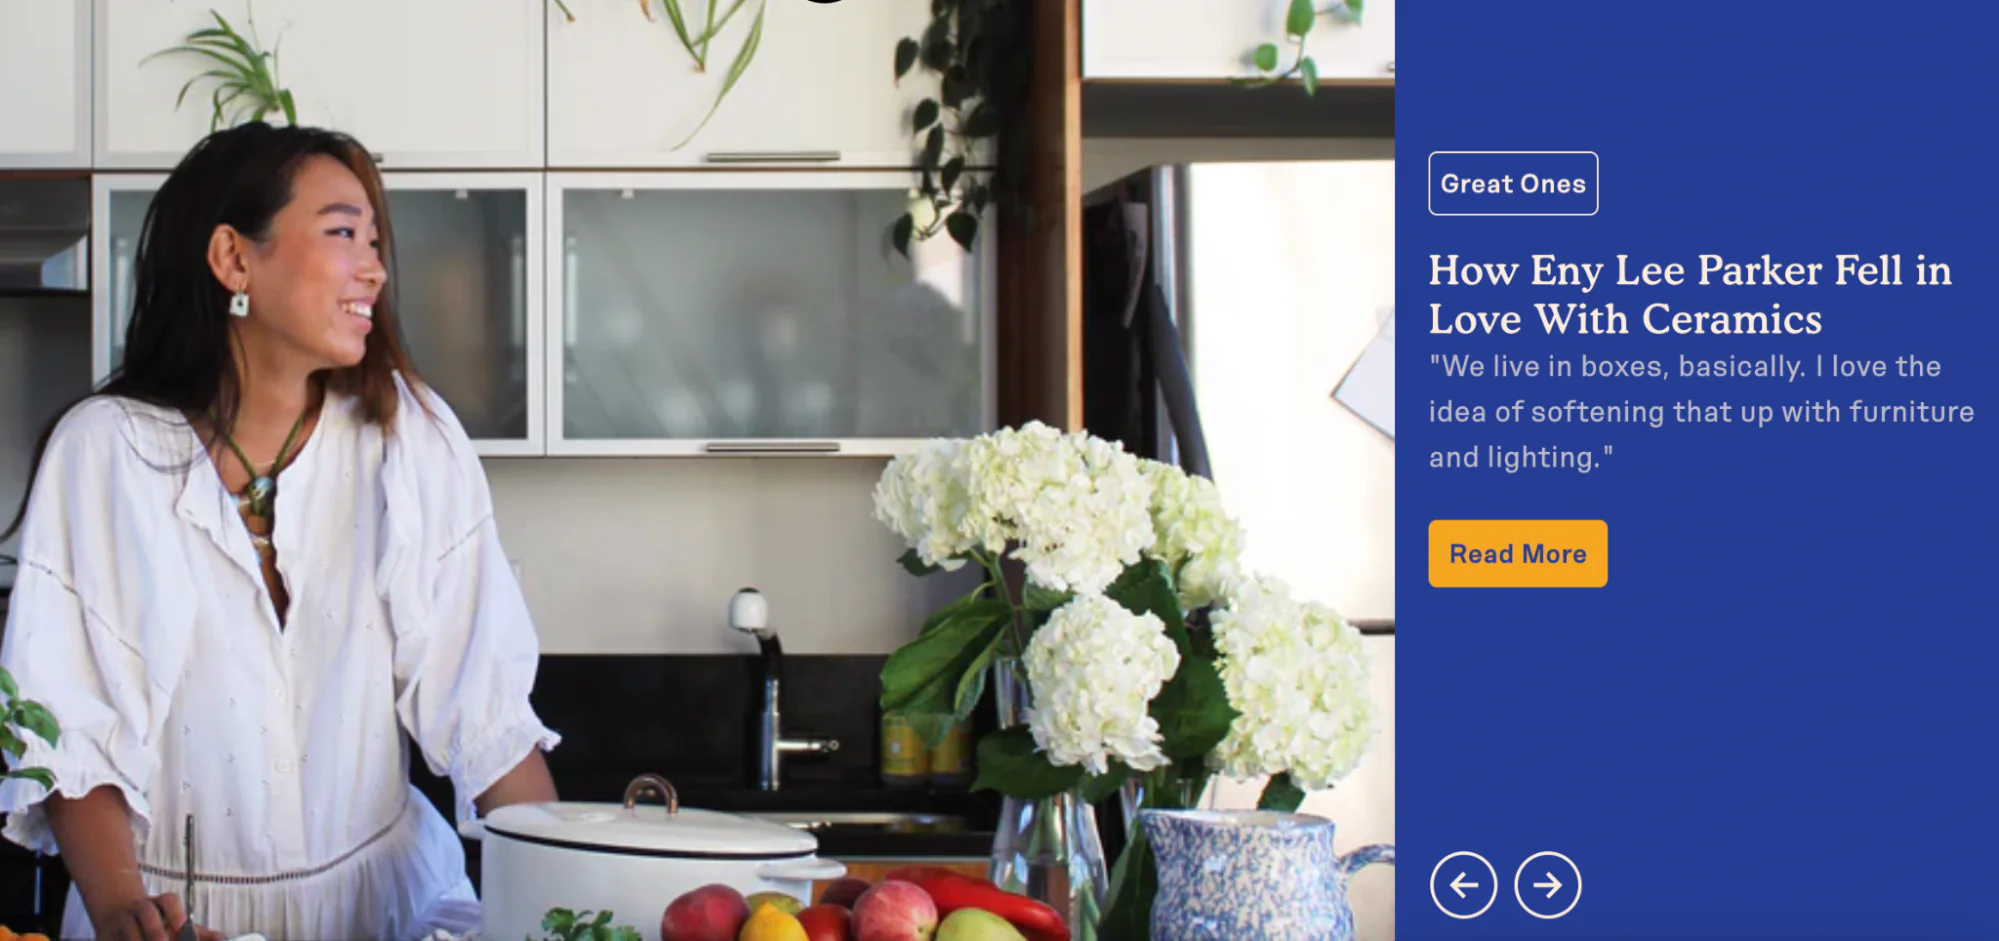 Great Ones
How Eny Lee Parker Fell in
Love With Ceramics
"We live in boxes, basically. I love the
idea of softening that up with furniture
and lighting."
Read More